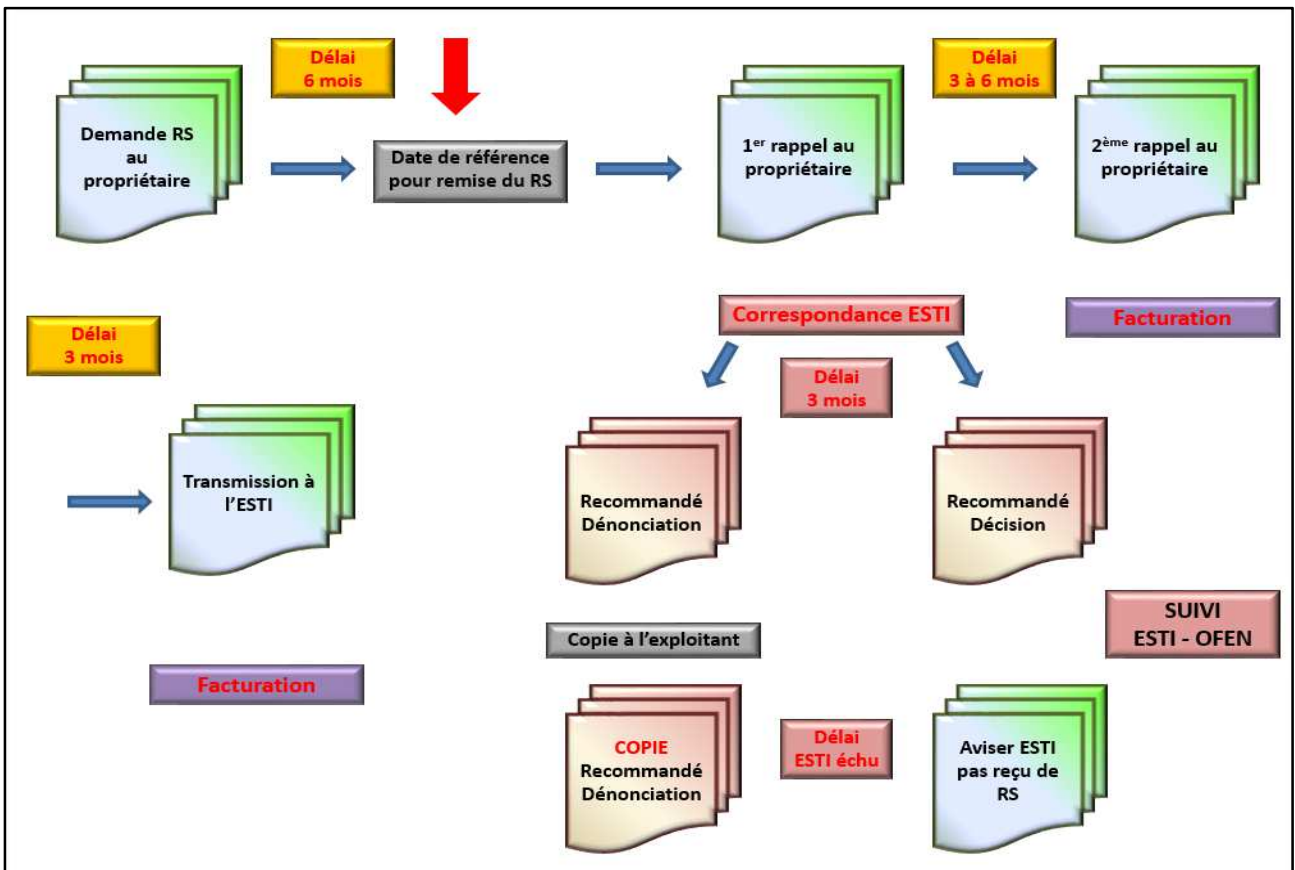 Délai
6 mois
Délai
3 à 6 mois
Demande RS
au
propriétaire
Date de référence
pour remise du RS
1er rappel au
propriétaire
2ème rappel au
propriétaire
Correspondance ESTI
Facturation
Délai
3 mois
Délai
3 mois
Transmission à
l'ESTI
Recommandé
Dénonciation
Recommandé
Décision
SUIVI
ESTI - OFEN
Copie à l'exploitant
Facturation
COPIE
Recommandé
Dénonciation
Délai
ESTI échu
Aviser ESTI
pas reçu de
RS